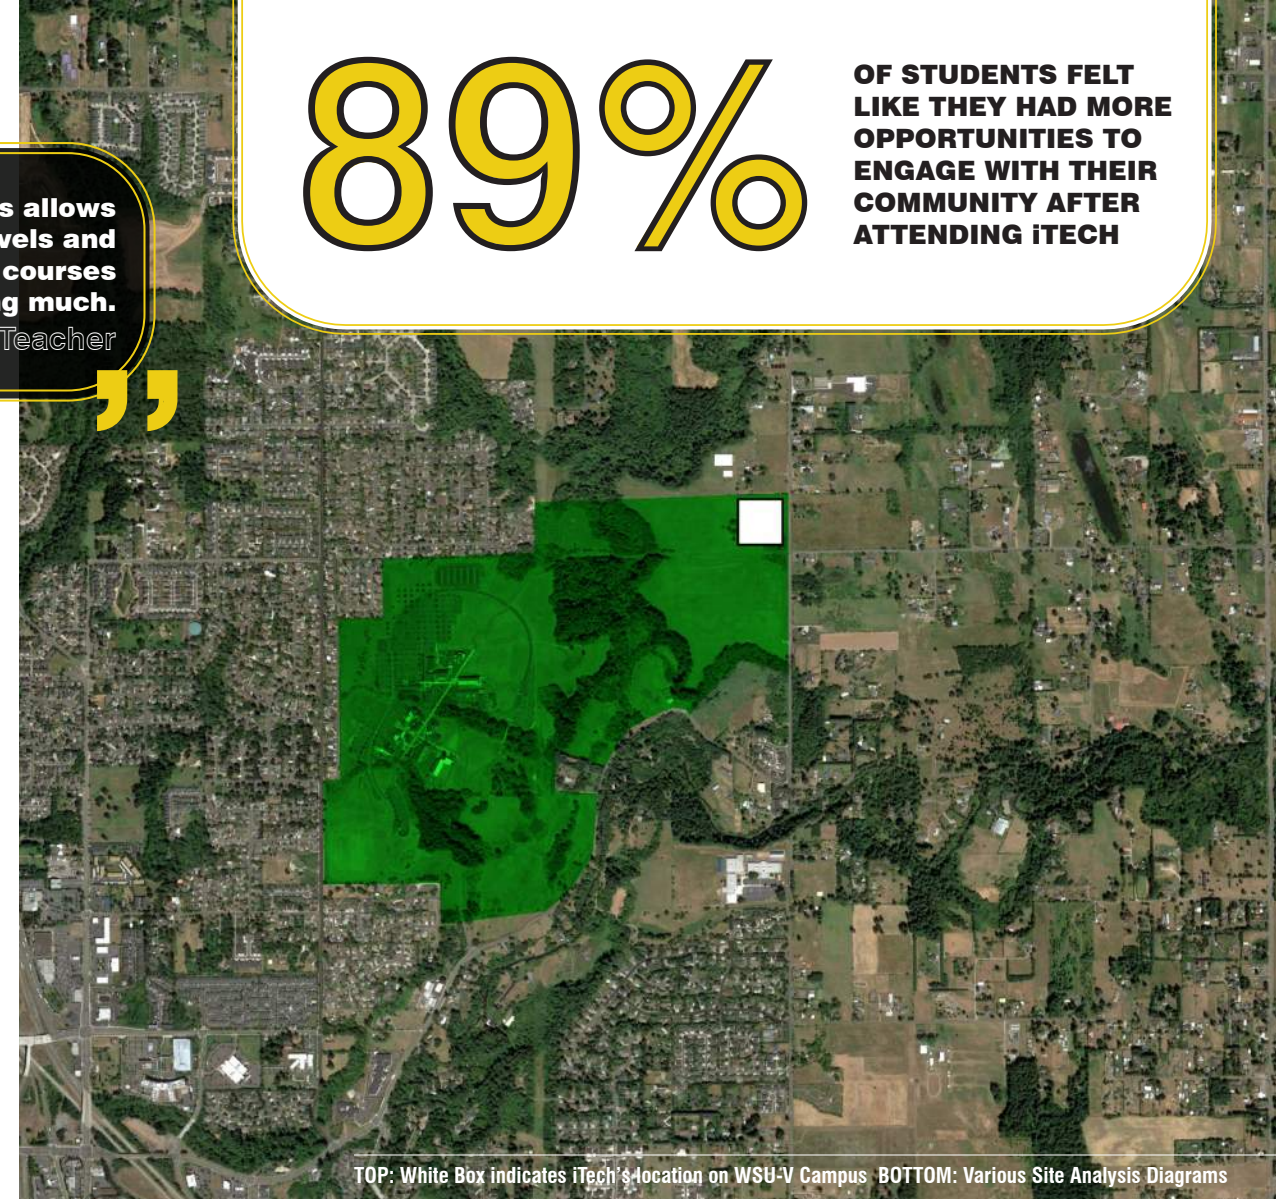 89%
OF STUDENTS FELT
LIKE THEY HAD MORE
OPPORTUNITIES TO
ENGAGE WITH THEIR
COMMUNITY AFTER
ATTENDING iTECH
s allows
vels and
courses
g much.
Teacher
”
TOP: White Box indicates iTech's location on WSU-V Campus BOTTOM: Various Site Analysis Diagrams